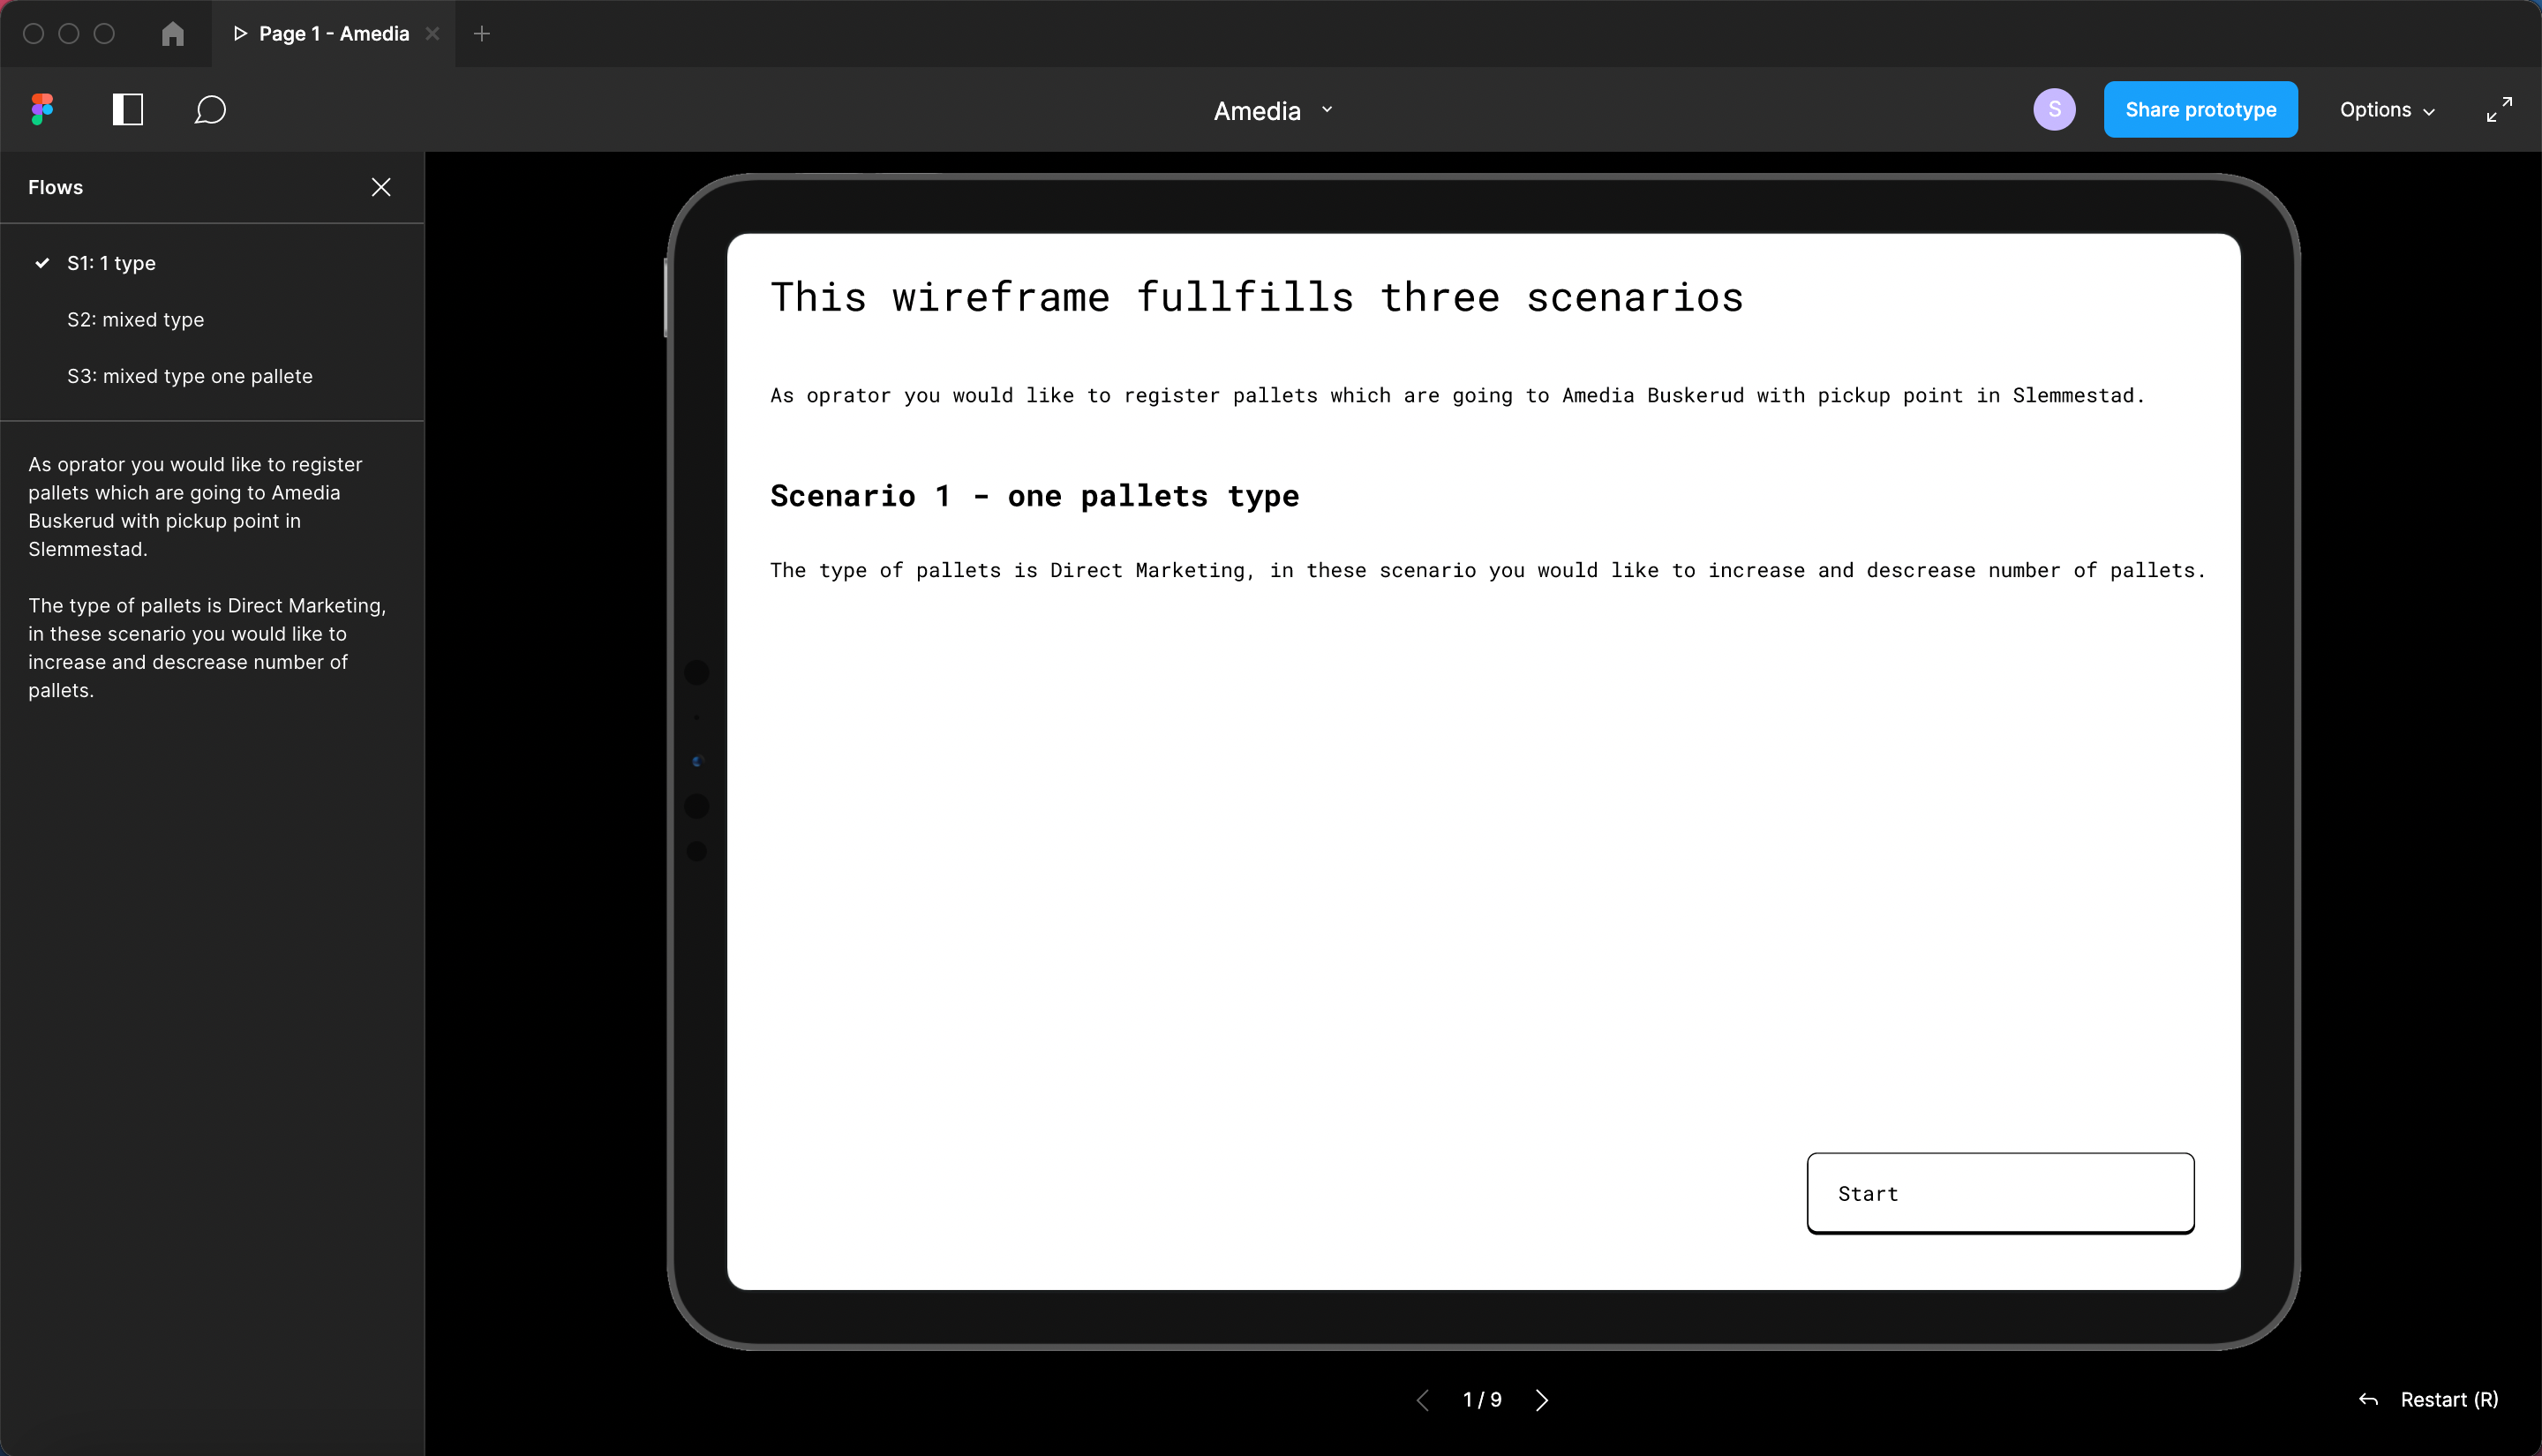 Page 1 - Amedia
Amedia
S
Share prototype
Options
Flows
S1: 1 type
S2: mixed type
S3: mixed type one pallete
As oprator you would like to register
pallets which are going to Amedia
Buskerud with pickup point in
Slemmestad.
The type of pallets is Direct Marketing,
in these scenario you would like to
increase and descrease number of
pallets.
This wireframe fullfills three scenarios
As oprator you would like to register pallets which are going to Amedia Buskerud with pickup point in Slemmestad.
Scenario 1 - one pallets type
The type of pallets is Direct Marketing, in these scenario you would like to increase and descrease number of pallets.
Start
1 / 9
Restart (R)